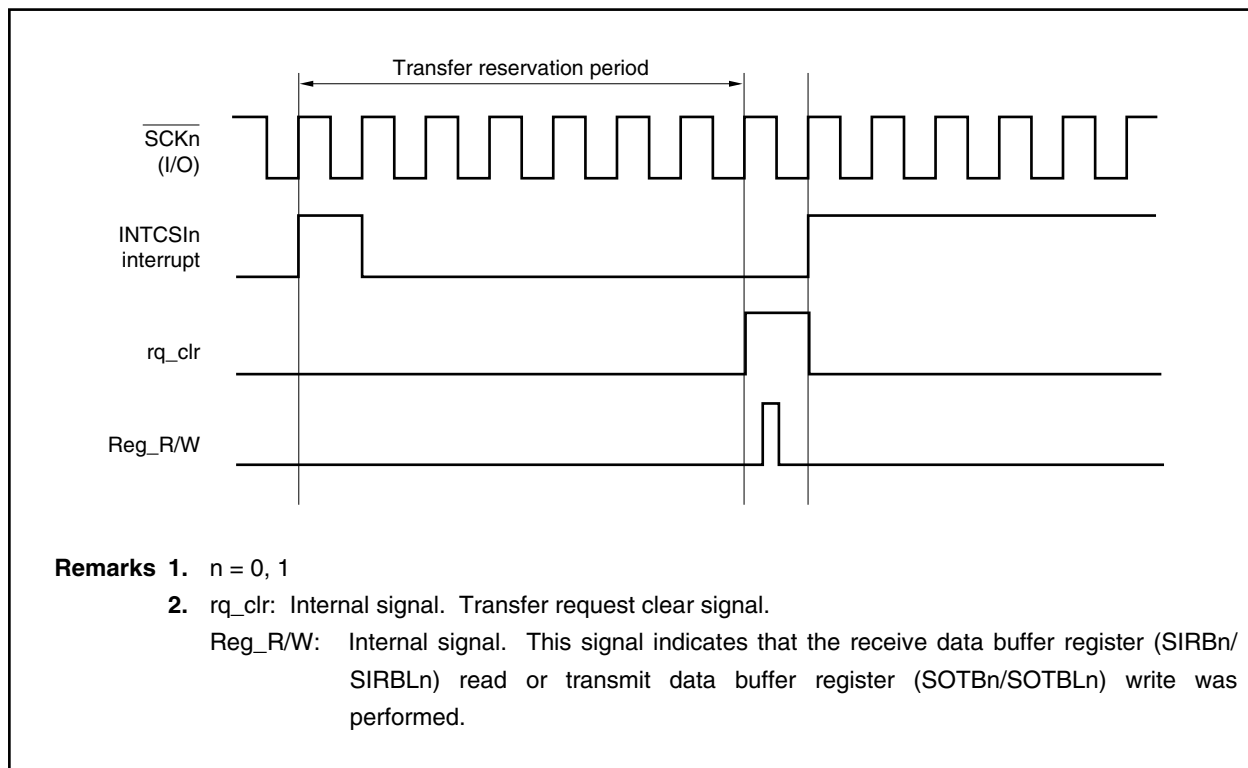 Transfer reservation period
SCKn
(I/O)
INTCSIn
interrupt
rq_clr
Reg_R/W
Remarks 1. n = 0, 1
2. rq_clr: Internal signal. Transfer request clear signal.
Reg_R/W: Internal signal. This signal indicates that the receive data buffer register (SIRBn/
SIRBLn) read or transmit data buffer register (SOTBn/SOTBLn) write was
performed.